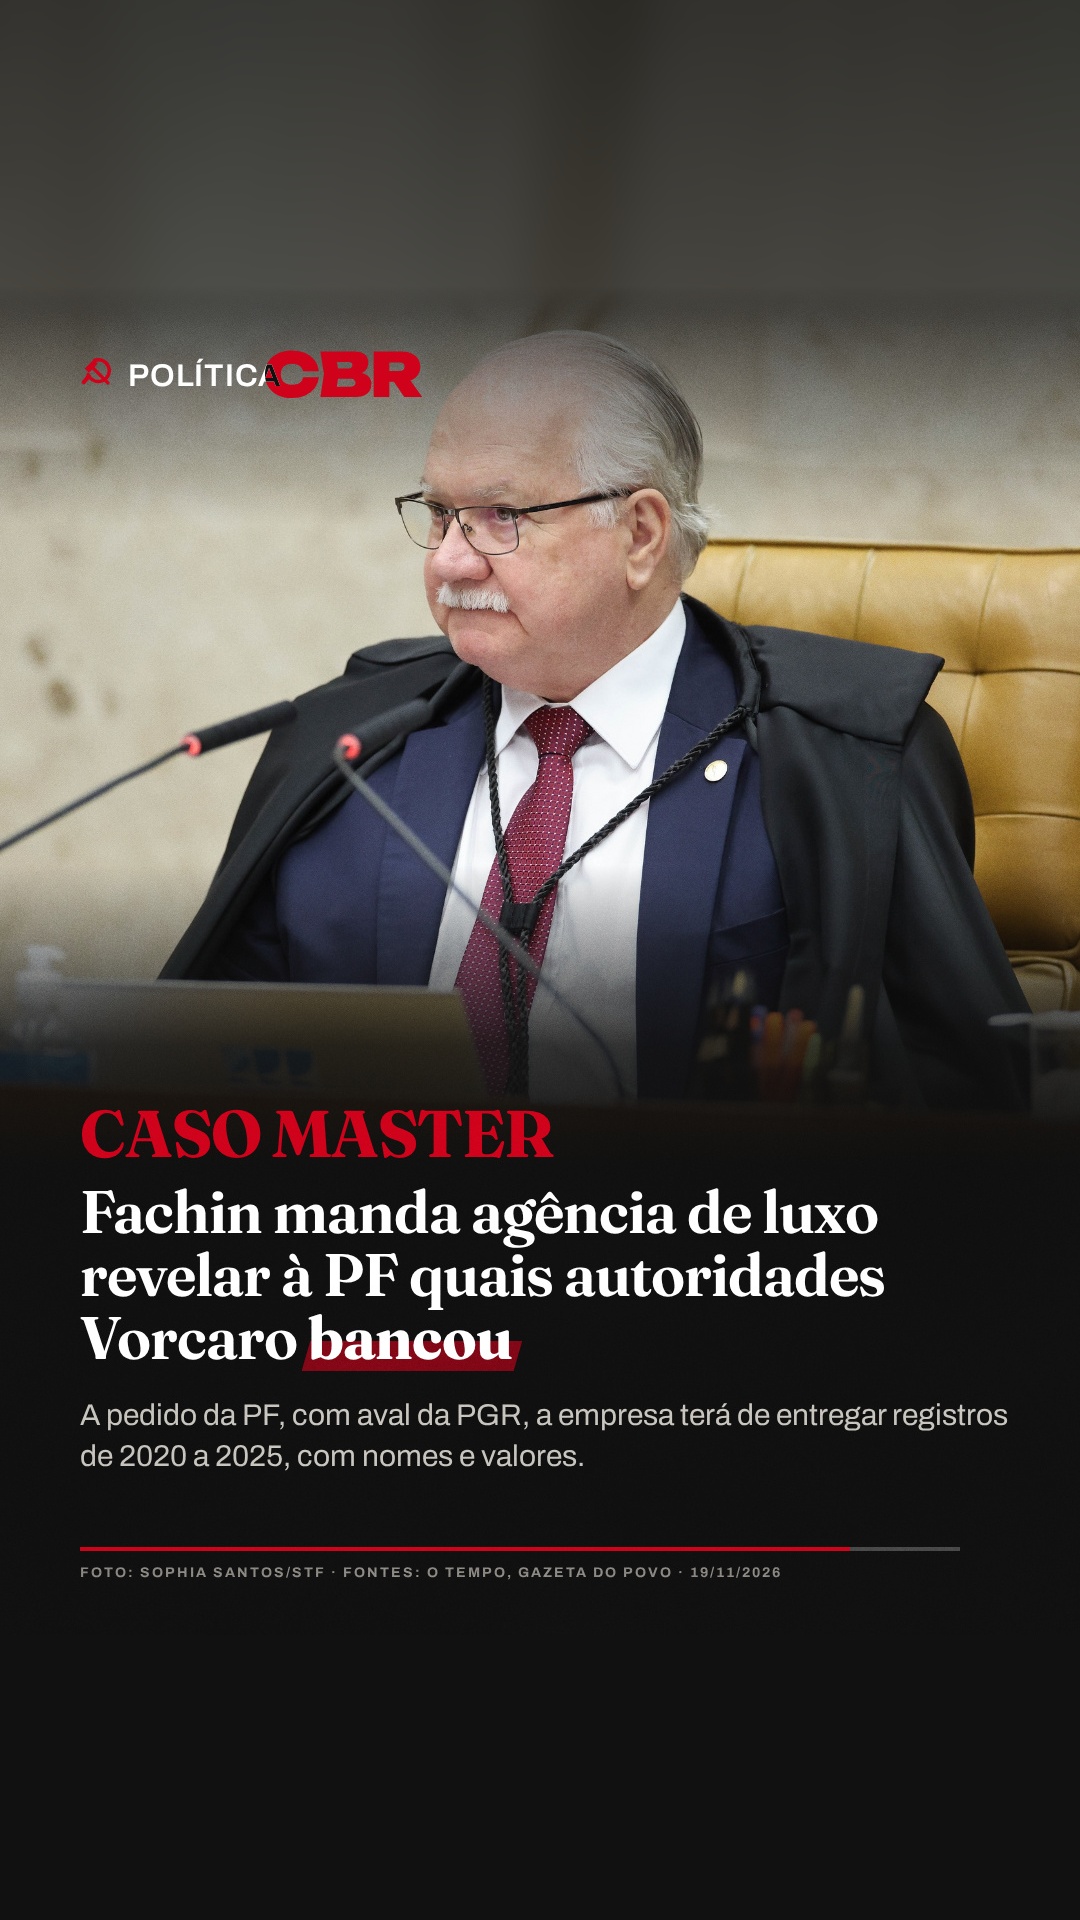 POLÍTICA CBR
CASO MASTER
Fachin manda agência de luxo
revelar à PF quais autoridades
Vorcaro bancou
A pedido da PF, com aval da PGR, a empresa terá de entregar registros
de 2020 a 2025, com nomes e valores.
FOTO: SOPHIA SANTOS/STF · FONTES: O TEMPO, GAZETA DO POVO · 19/11/2026